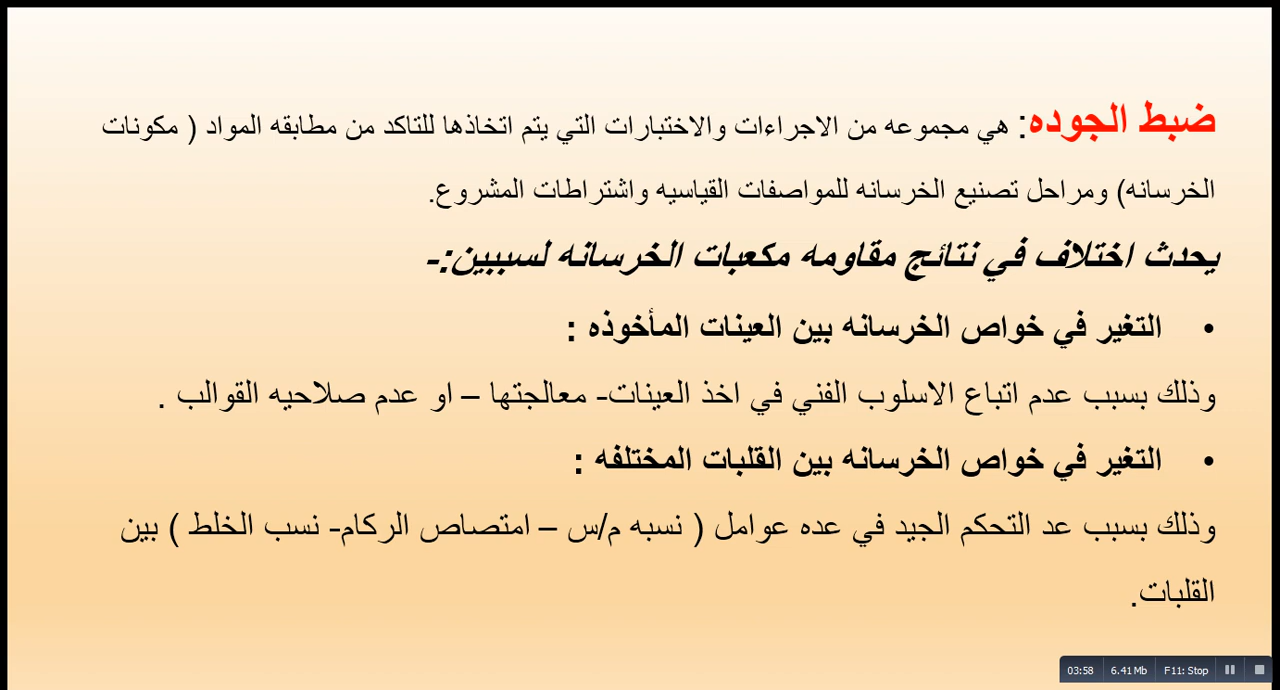 ضبط الجوده: هي مجموعه من الاجراءات والاختبارات التي يتم اتخاذها للتاكد من مطابقه المواد ( مكونات
الخرسانه) ومراحل تصنيع الخرسانه للمواصفات القياسيه واشتراطات المشروع.
يحدث اختلاف في نتائج مقاومه مكعبات الخرسانه لسببين:-
• التغير في خواص الخرسانه بين العينات المأخوذه :
وذلك بسبب عدم اتباع الاسلوب الفني في اخذ العينات- معالجتها – او عدم صلاحيه القوالب .
• التغير في خواص الخرسانه بين القلبات المختلفه :
وذلك بسبب عد التحكم الجيد في عده عوامل ( نسبه م/س – امتصاص الركام- نسب الخلط ) بين
القلبات.
03:58 6.41 Mb F11: Stop